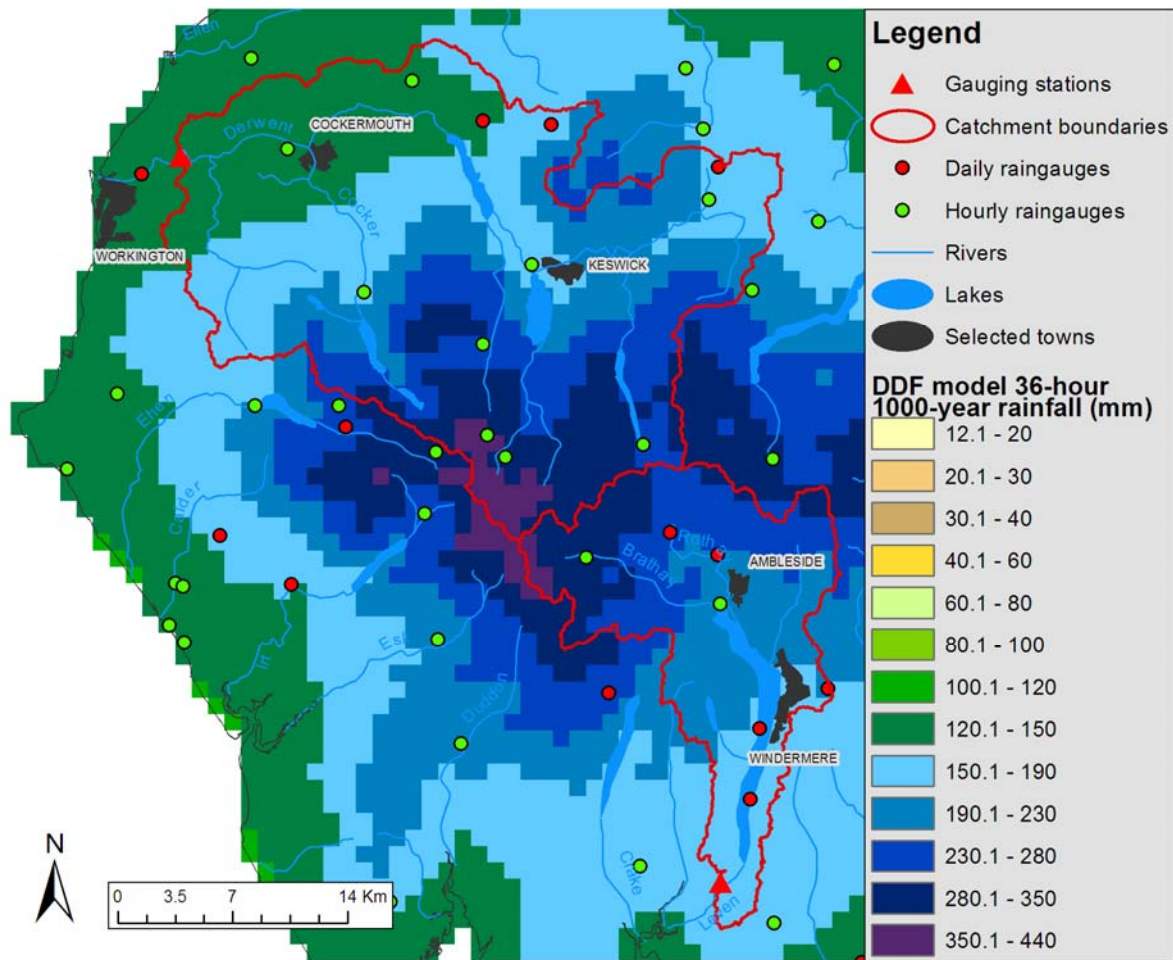 Ellen
Derwent
COCKERMOUTH
Cocker
WORKINGTON
KESWICK
Ehen
Calder
Irt
Esk
Duddon
Brathay
Rothay
AMBLESIDE
WINDERMERE
Crake
Leven
N
0 3.5 7 14 Km
Legend
Gauging stations
Catchment boundaries
Daily raingauges
Hourly raingauges
Rivers
Lakes
Selected towns
DDF model 36-hour
1000-year rainfall (mm)
12.1 - 20
20.1 - 30
30.1 - 40
40.1 - 60
60.1 - 80
80.1 - 100
100.1 - 120
120.1 - 150
150.1 - 190
190.1 - 230
230.1 - 280
280.1 - 350
350.1 - 440